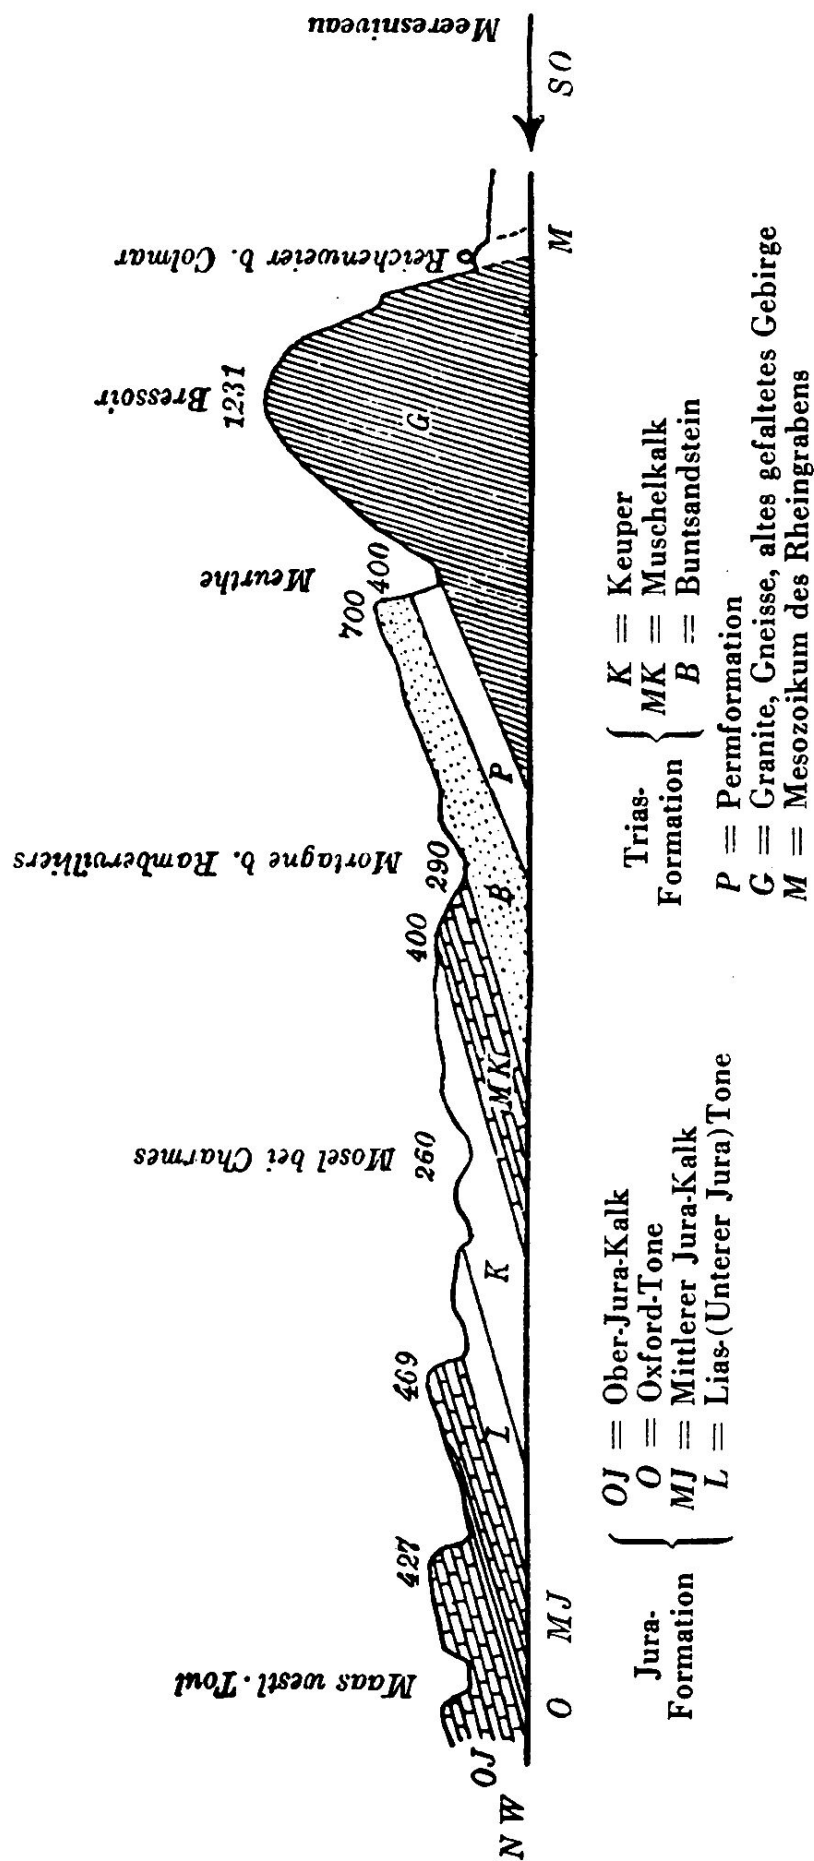 Meeresniveau
SO
Reichenweier b. Colmar
M
Bressoir
1231
G
Meurthe
400
700
P
Mortagne b. Rambervilliers
290
B
400
MK
Mosel bei Charmes
260
K
469
L
427
MJ
Maas westl. Toul
O
OJ
NW
Jura-
Formation
OJ = Ober-Jura-Kalk
O = Oxford-Tone
MJ = Mittlerer Jura-Kalk
L = Lias-(Unterer Jura) Tone
Trias-
Formation
K = Keuper
MK = Muschelkalk
B = Buntsandstein
P = Permformation
G = Granite, Gneisse, altes gefaltetes Gebirge
M = Mesozoikum des Rheingrabens